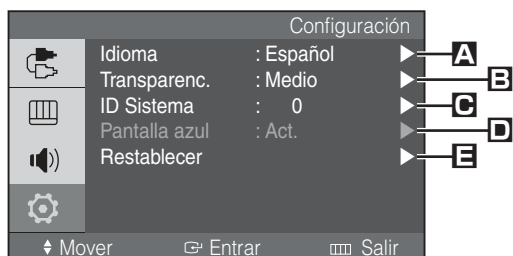 Configuración
Idioma : Español A
Transparenc. : Medio B
ID Sistema : 0 C
Pantalla azul : Act. D
Restablecer E
Mover Entrar Salir